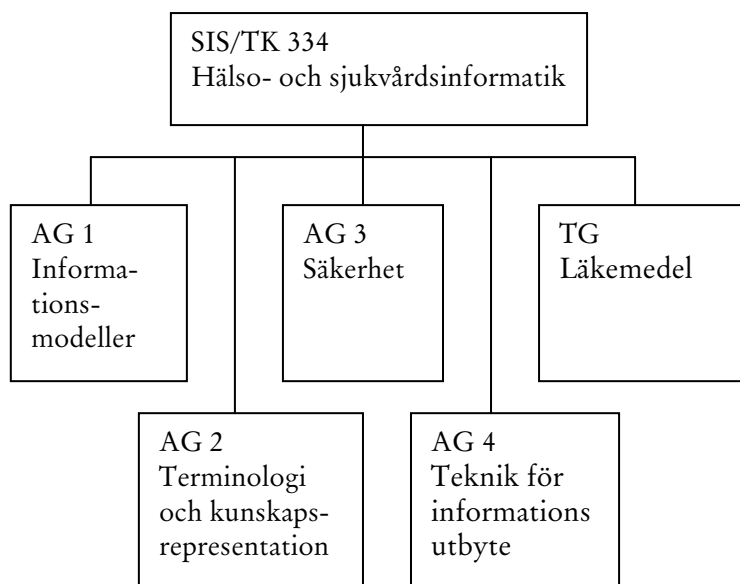 SIS/TK 334
Hälso- och sjukvårdsinformatik
AG 1
Informa-
tions-
modeller
AG 3
Säkerhet
TG
Läkemedel
AG 2
Terminologi
och kunskaps-
representation
AG 4
Teknik för
informations
utbyte